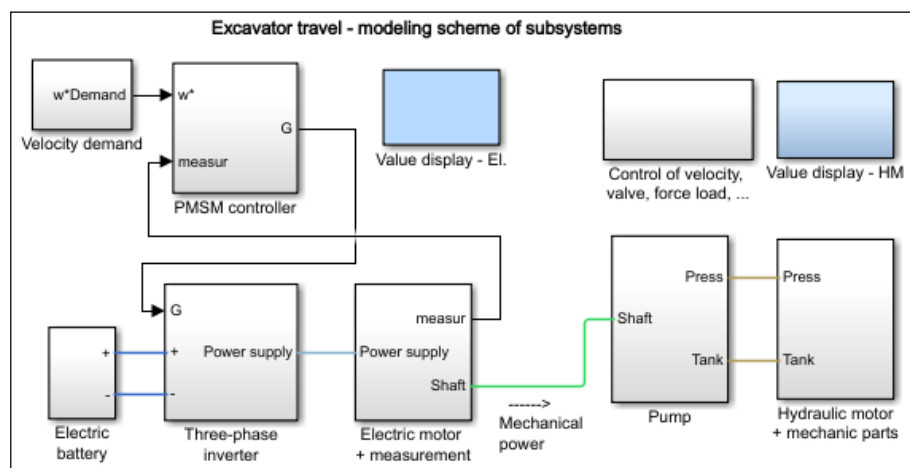 Excavator travel - modeling scheme of subsystems
w*Demand
Velocity demand
w*
G
measur
PMSM controller
Value display - El.
Control of velocity,
valve, force load, ...
Value display - HM
+
-
Electric
battery
G
+
-
Power supply
Three-phase
inverter
measur
Power supply
Shaft
Electric motor
+ measurement
------>
Mechanical
power
Shaft
Press
Tank
Pump
Press
Tank
Hydraulic motor
+ mechanic parts